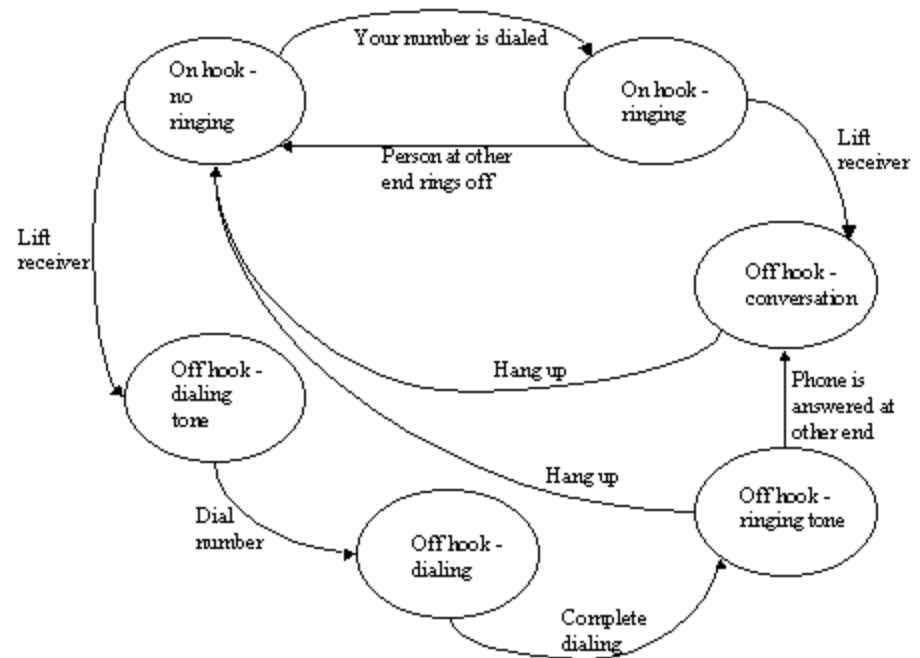 Your number is dialed
On hook -
no
ringing
On hook -
ringing
Person at other
end rings off
Lift
receiver
Lift
receiver
Off hook -
conversation
Off hook -
dialing
tone
Hang up
Phone is
answered at
other end
Hang up
Off hook -
ringing tone
Dial
number
Off hook -
dialing
Complete
dialing